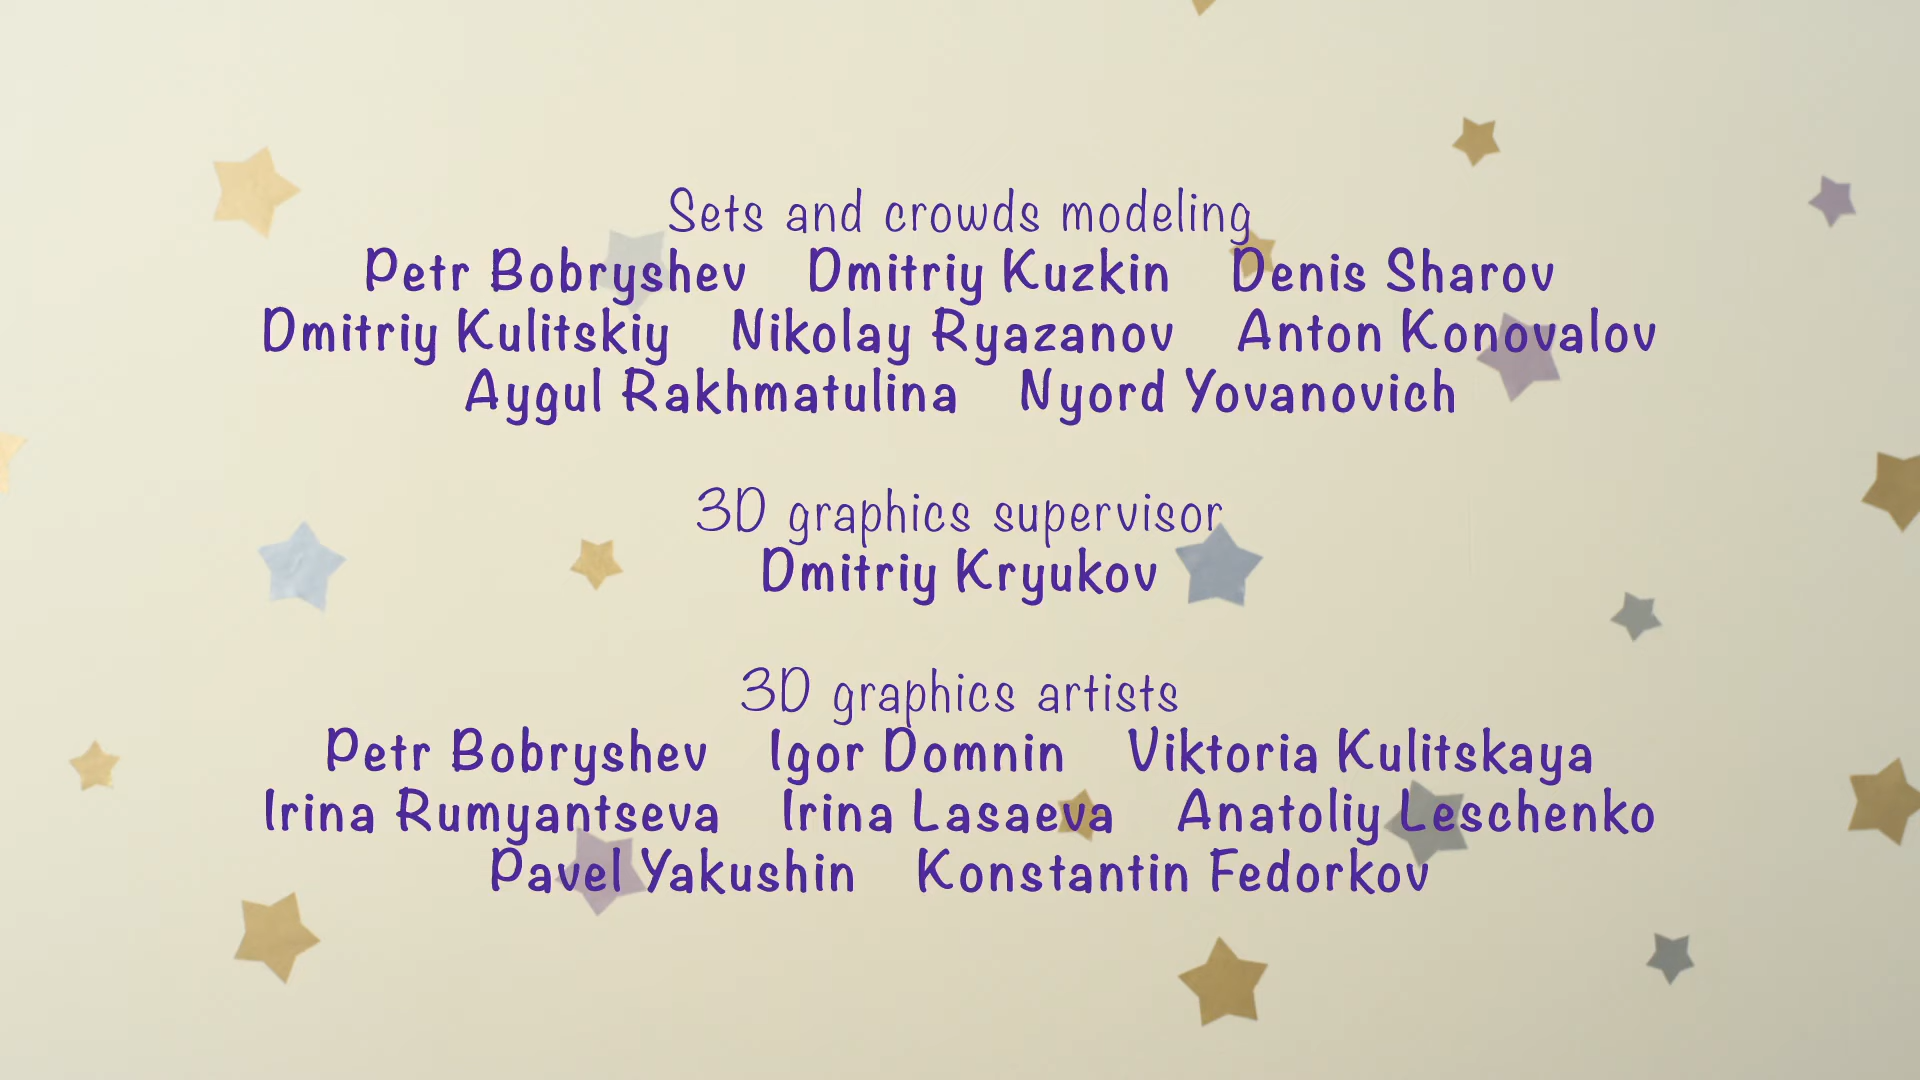 Sets and crowds modeling
Petr Bobryshev Dmitriy Kuzkin Denis Sharov
Dmitriy Kulitskiy Nikolay Ryazanov Anton Konovalov
Aygul Rakhmatulina Nyord Yovanovich
3D graphics supervisor
Dmitriy Kryukov
3D graphics artists
Petr Bobryshev Igor Domnin Viktoria Kulitskaya
Irina Rumyantseva Irina Lasaeva Anatoliy Leschenko
Pavel Yakushin Konstantin Fedorkov